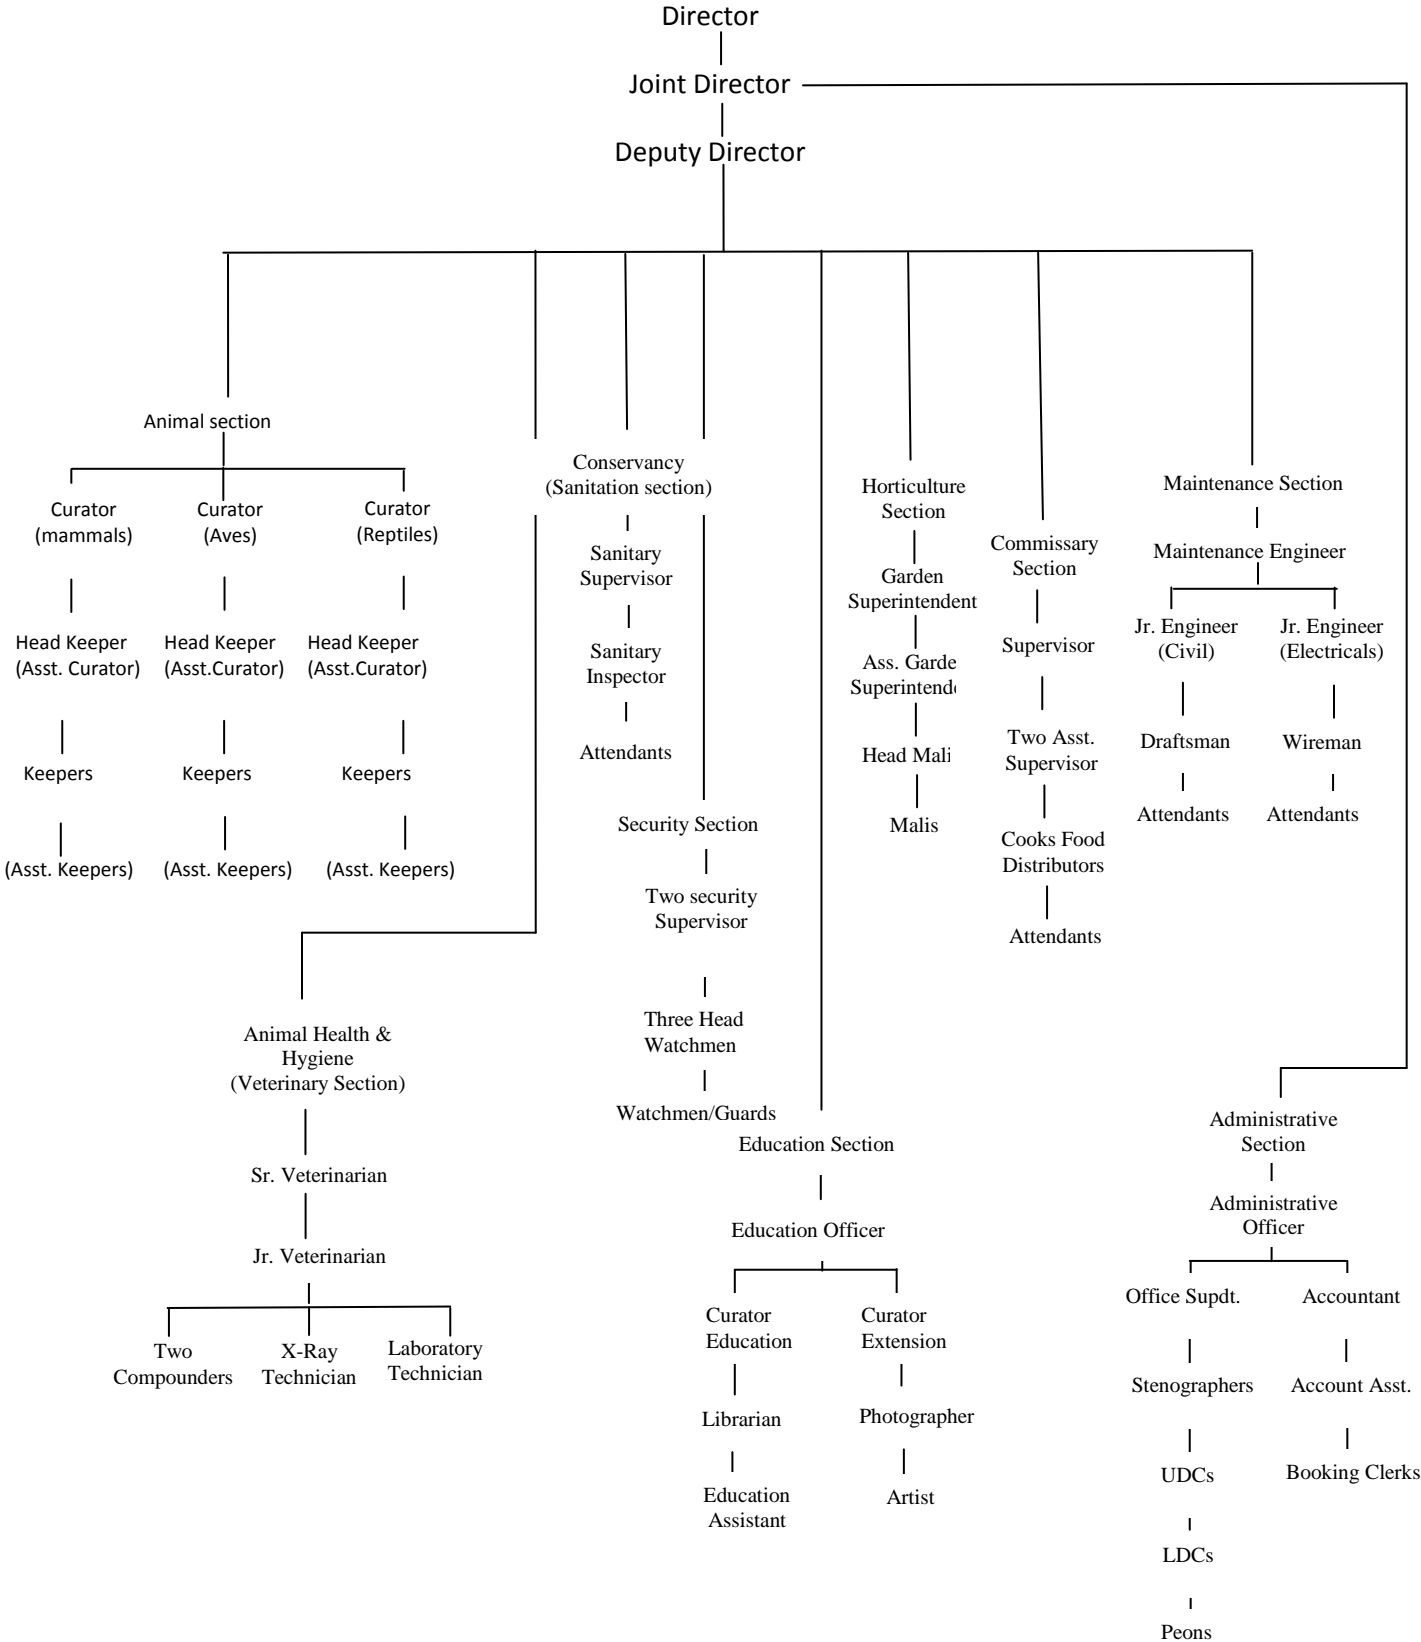 Director
Joint Director
Deputy Director
Animal section
Curator
(mammals)
Curator
(Aves)
Curator
(Reptiles)
Head Keeper
(Asst. Curator)
Head Keeper
(Asst.Curator)
Head Keeper
(Asst.Curator)
Keepers
Keepers
Keepers
(Asst. Keepers)
(Asst. Keepers)
(Asst. Keepers)
Animal Health &
Hygiene
(Veterinary Section)
Sr. Veterinarian
Jr. Veterinarian
Two
Compounders
X-Ray
Technician
Laboratory
Technician
Conservancy
(Sanitation section)
Sanitary
Supervisor
Sanitary
Inspector
Attendants
Security Section
Two security
Supervisor
Three Head
Watchmen
Watchmen/Guards
Education Section
Education Officer
Curator
Education
Librarian
Education
Assistant
Curator
Extension
Photographer
Artist
Horticulture
Section
Garden
Superintendent
Ass. Garde
Superintende
Head Mali
Malis
Commissary
Section
Supervisor
Two Asst.
Supervisor
Cooks Food
Distributors
Attendants
Maintenance Section
Maintenance Engineer
Jr. Engineer
(Civil)
Draftsman
Attendants
Jr. Engineer
(Electricals)
Wireman
Attendants
Administrative
Section
Administrative
Officer
Office Supdt.
Stenographers
UDCs
LDCs
Peons
Accountant
Account Asst.
Booking Clerks